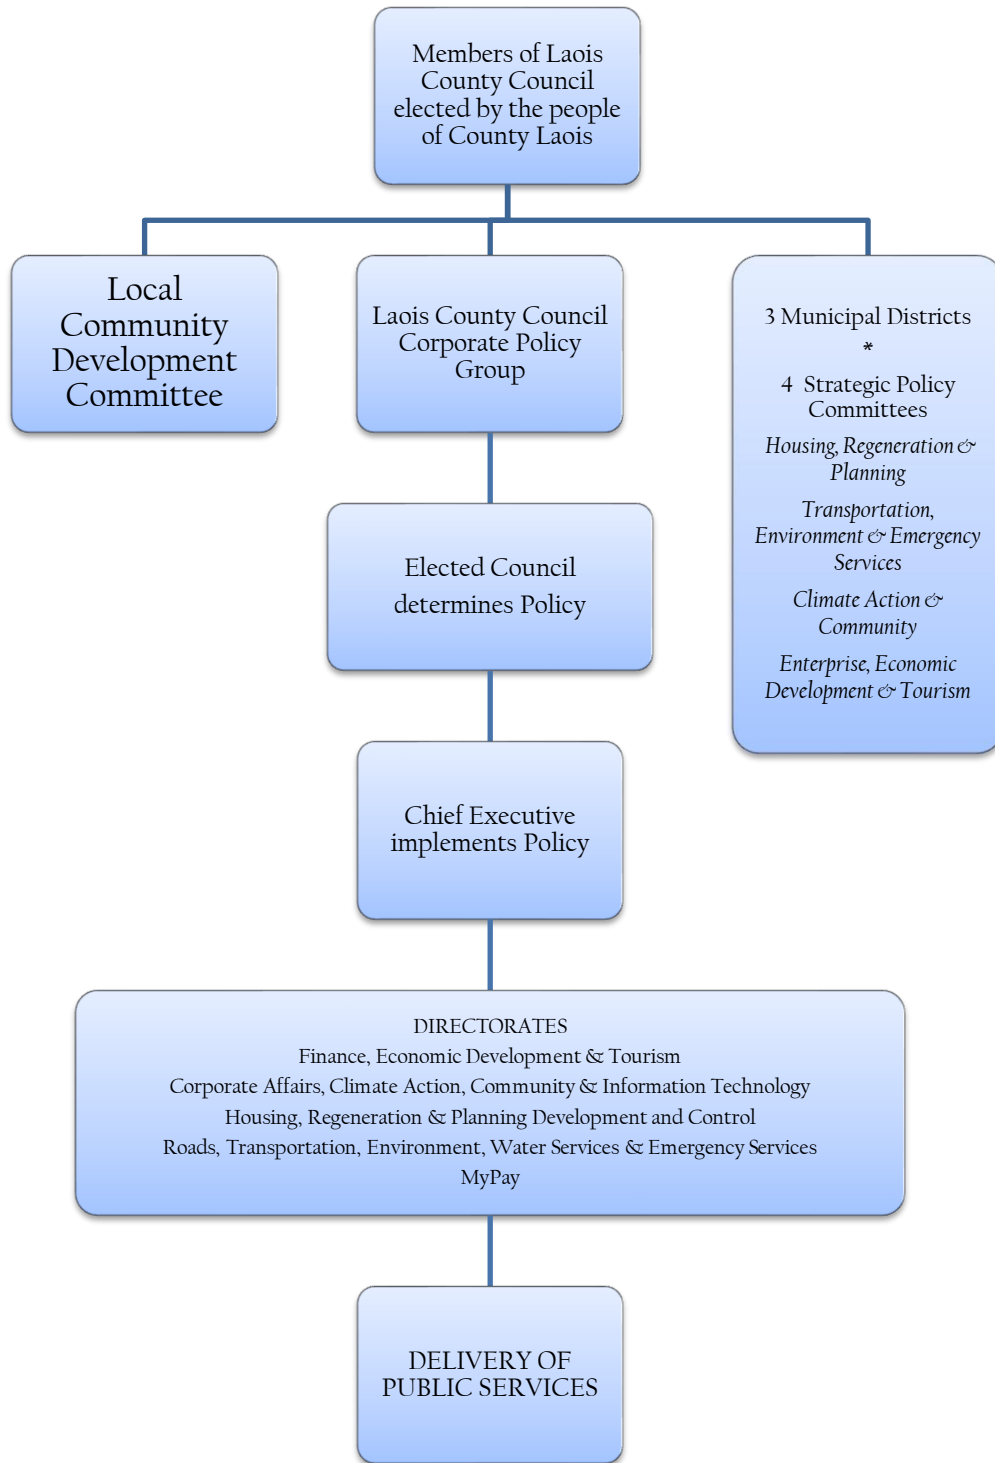 Members of Laois
County Council
elected by the people
of County Laois
Local
Community
Development
Committee
Laois County Council
Corporate Policy
Group
3 Municipal Districts
*
4 Strategic Policy
Committees
Housing, Regeneration &
Planning
Transportation,
Environment & Emergency
Services
Climate Action &
Community
Enterprise, Economic
Development & Tourism
Elected Council
determines Policy
Chief Executive
implements Policy
DIRECTORATES
Finance, Economic Development & Tourism
Corporate Affairs, Climate Action, Community & Information Technology
Housing, Regeneration & Planning Development and Control
Roads, Transportation, Environment, Water Services & Emergency Services
MyPay
DELIVERY OF
PUBLIC SERVICES